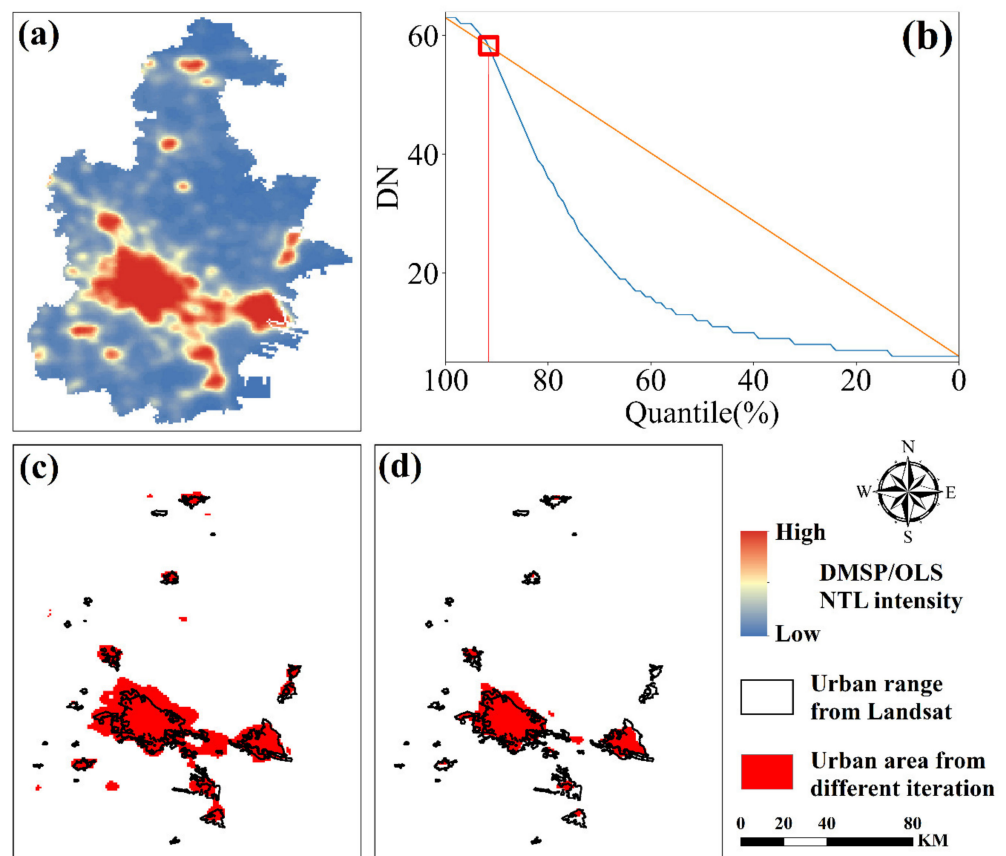 (a)
(b)
60
40
20
DN
100 80 60 40 20 0
Quantile(%)
(c)
(d)
N
W E
S
High
DMSP/OLS
NTL intensity
Low
Urban range
from Landsat
Urban area from
different iteration
0 20 40 80
KM